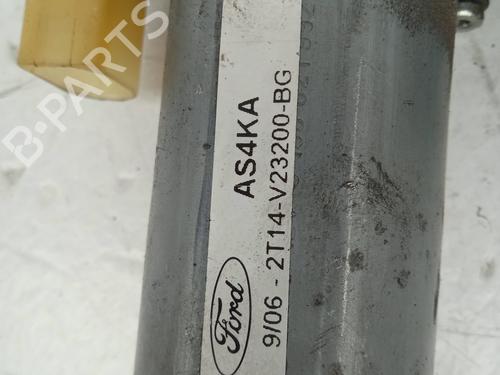 AS4KA
9/06 - 2T14-V23200-BG
Ford
B-PARTS